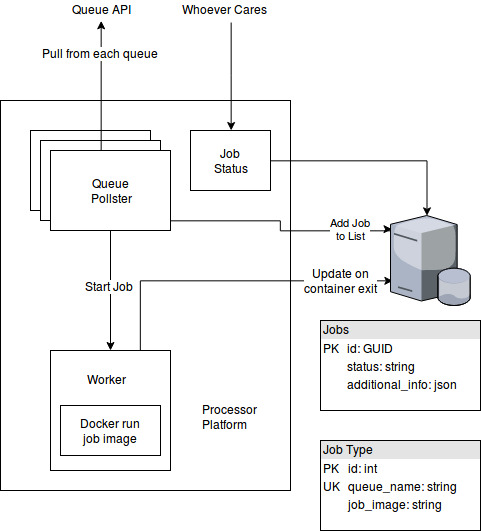 Queue API
Whoever Cares
Pull from each queue
Job
Status
Queue
Pollster
Add Job
to List
Start Job
Update on
container exit
Worker
Docker run
job image
Processor
Platform
Jobs
PK id: GUID
status: string
additional_info: json
Job Type
PK id: int
UK queue_name: string
job_image: string